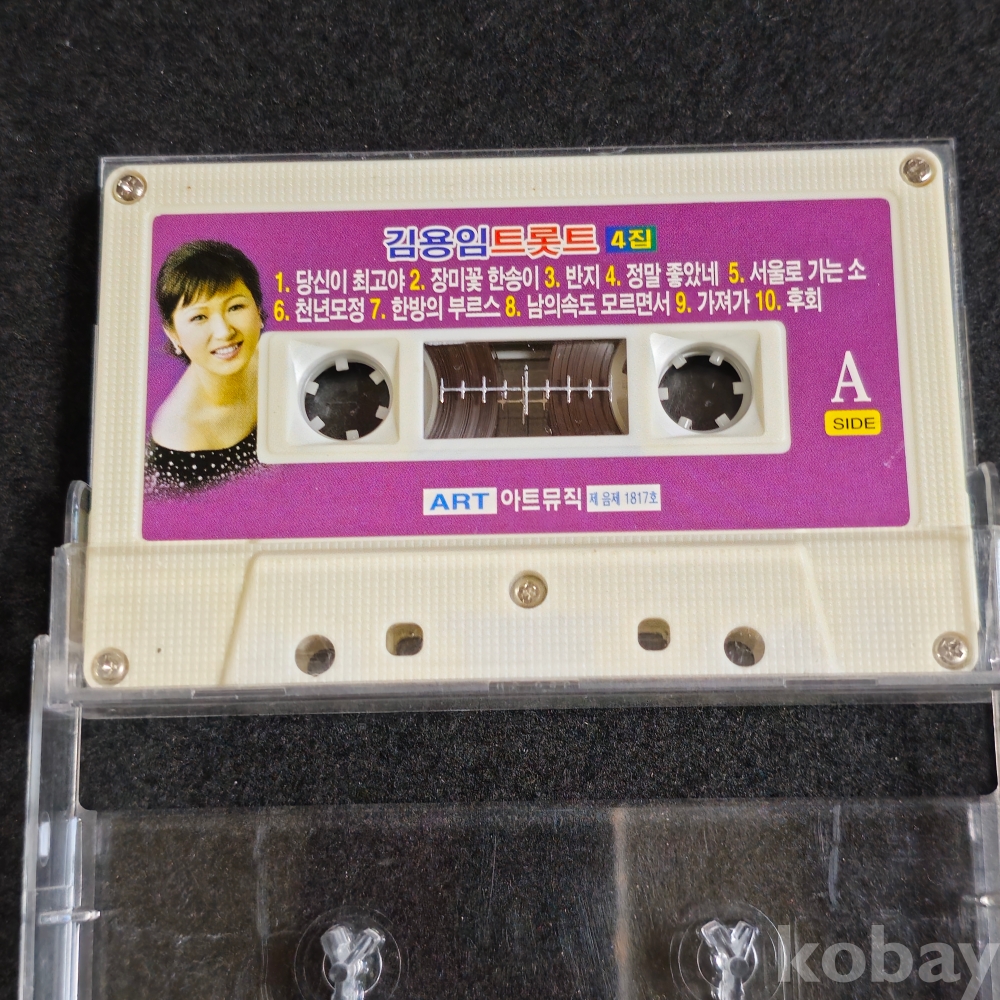 김용임트롯트 4집
1. 당신이 최고야 2. 장미꽃 한송이 3. 반지 4. 정말 좋았네 5. 서울로 가는 소
6. 천년모정 7. 한방의 부르스 8. 남의속도 모르면서 9. 가져가 10. 후회
A
SIDE
ART 아트뮤직 제 음제 1817호
kobay